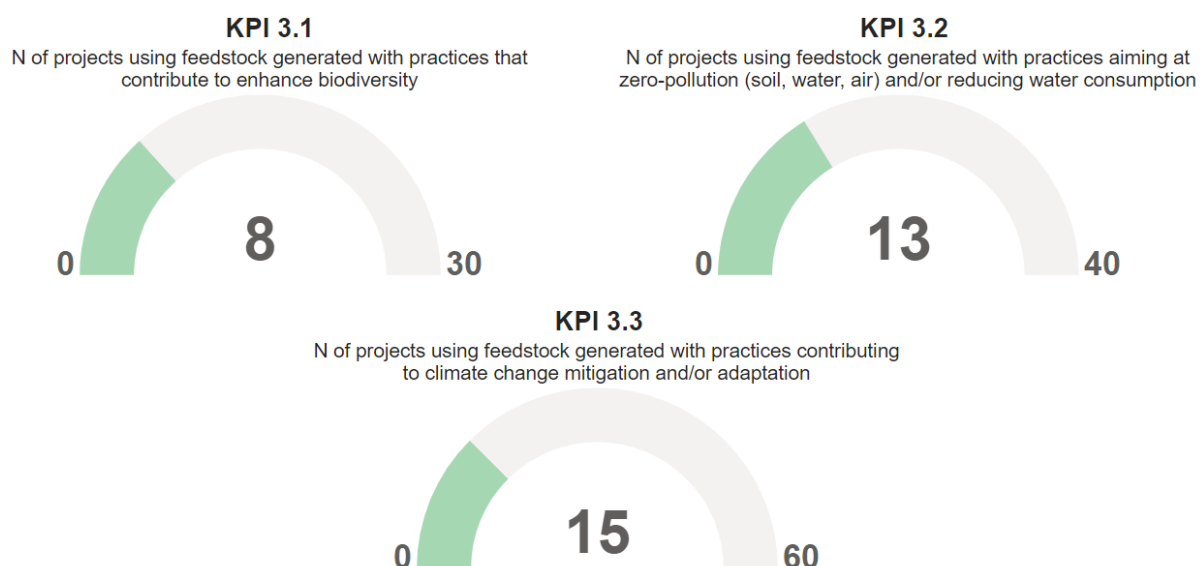 KPI 3.1
N of projects using feedstock generated with practices that
contribute to enhance biodiversity
8
0
30
KPI 3.2
N of projects using feedstock generated with practices aiming at
zero-pollution (soil, water, air) and/or reducing water consumption
13
0
40
KPI 3.3
N of projects using feedstock generated with practices contributing
to climate change mitigation and/or adaptation
15
0
60